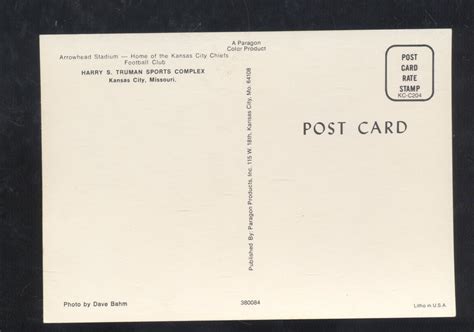 A Paragon
Color Product
Arrowhead Stadium — Home of the Kansas City Chiefs
Football Club
HARRY S. TRUMAN SPORTS COMPLEX
Kansas City, Missouri.
POST
CARD
RATE
STAMP
KC-C204
POST CARD
Published By: Paragon Products, Inc. 115 W. 18th, Kansas City, Mo. 64108
Photo by Dave Bahm
380084
Litho in U.S.A